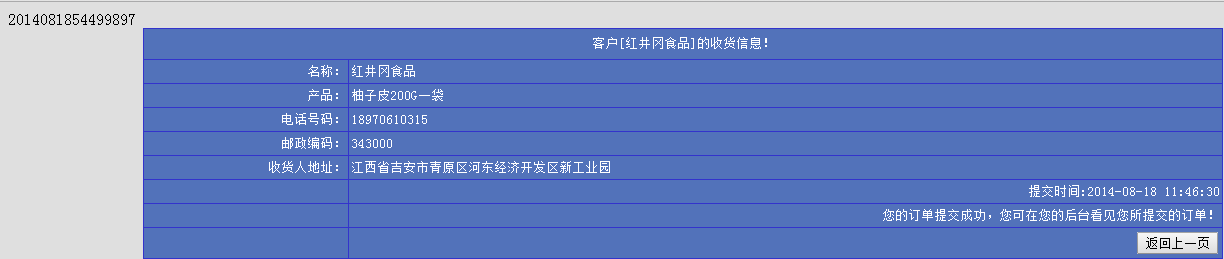 2014081854499897
客户[红井冈食品]的收货信息!
名称: 红井冈食品
产品: 柚子皮200G一袋
电话号码: 18970610315
邮政编码: 343000
收货人地址: 江西省吉安市青原区河东经济开发区新工业园
提交时间:2014-08-18 11:46:30
您的订单提交成功，您可在您的后台看见您所提交的订单!
返回上一页